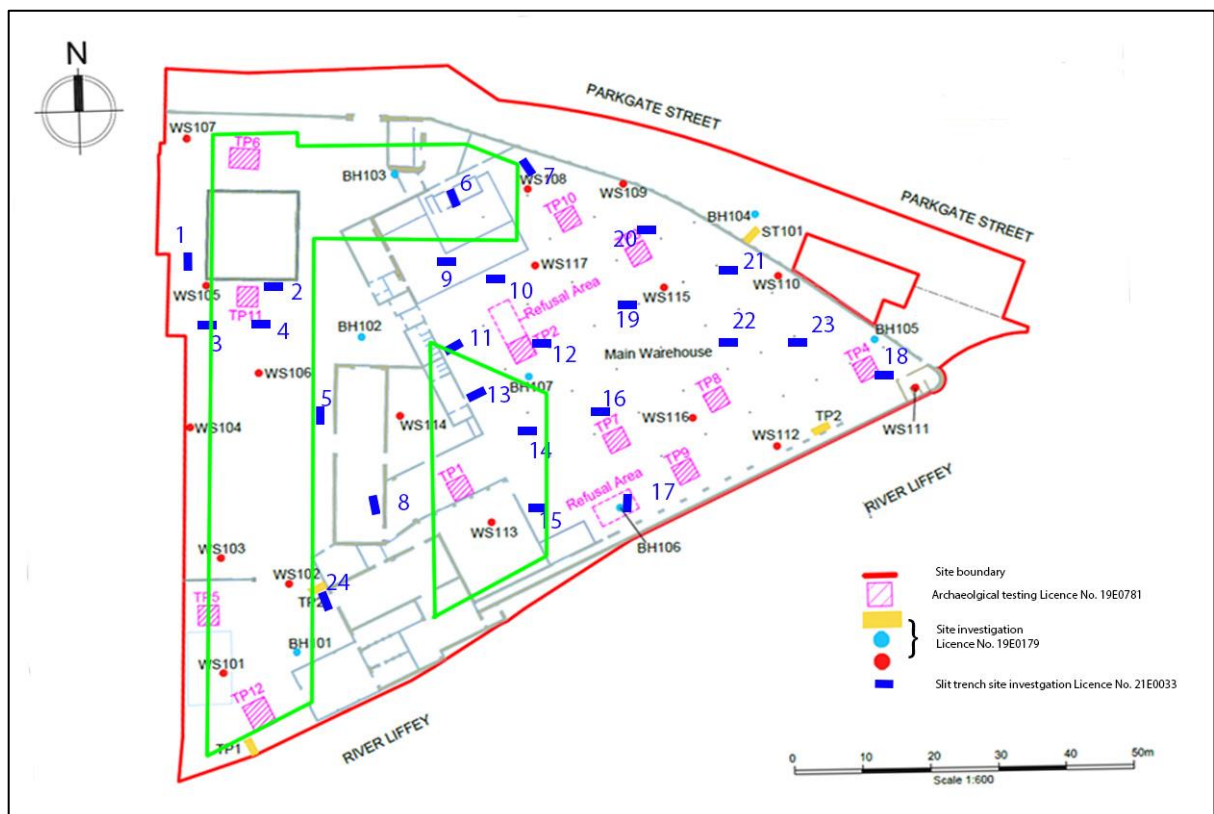 N
PARKGATE STREET
PARKGATE STREET
WS107
TP6
BH103
6
7
WS108
WS109
TP10
BH104
ST101
20
1
WS105
2
TP11
3
4
9
10
WS117
Refusal Area
WS115
21
WS110
19
BH102
11
TP2
12
Main Warehouse
22
23
BH105
TP4
18
WS106
BH107
13
5
WS114
16
TP8
WS104
14
TP7
WS116
TP2
WS111
WS112
TP9
TP1
Refusal Area
17
RIVER LIFFEY
8
15
WS113
BH106
WS103
WS102
24
TP2
TP5
BH101
WS101
TP12
TP1
RIVER LIFFEY
Site boundary
Archaeolgical testing Licence No. 19E0781
Site investigation
Licence No. 19E0179
Slit trench site investgation Licence No. 21E0033
0 10 20 30 40 50m
Scale 1:600